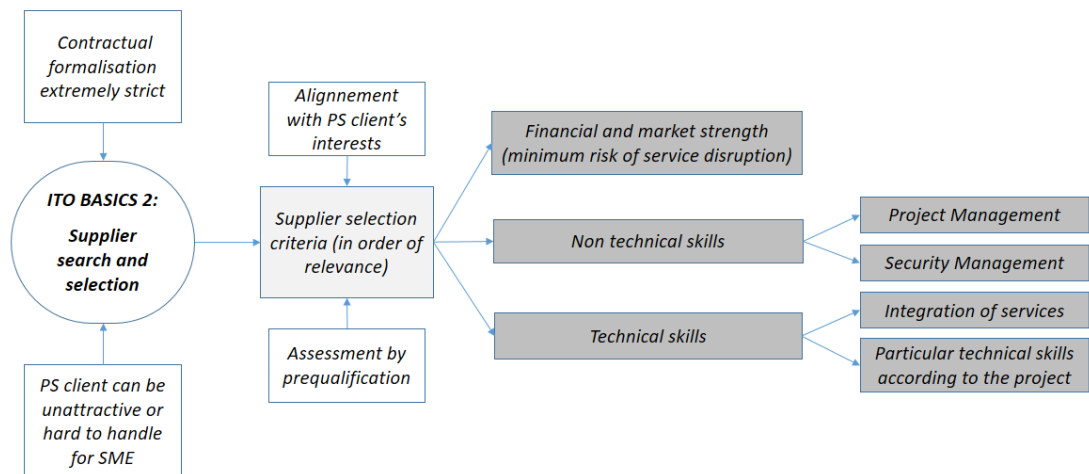 Contractual
formalisation
extremely strict
ITO BASICS 2:
Supplier
search and
selection
PS client can be
unattractive or
hard to handle
for SME
Alignnement
with PS client’s
interests
Supplier selection
criteria (in order of
relevance)
Assessment by
prequalification
Financial and market strength
(minimum risk of service disruption)
Non technical skills
Technical skills
Project Management
Security Management
Integration of services
Particular technical skills
according to the project